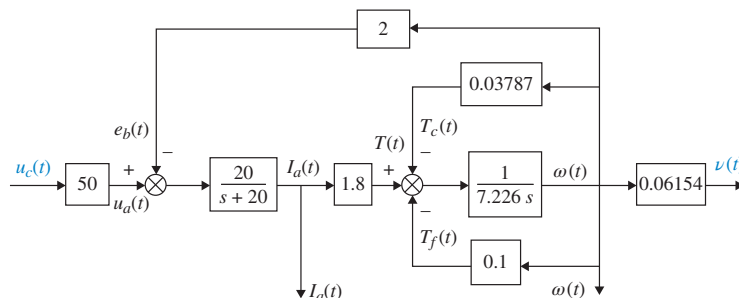 2
0.03787
e_b(t)
−
T_c(t)
−
u_c(t)
50
+
u_a(t)
20
s + 20
I_a(t)
1.8
T(t)
+
1
7.226 s
ω(t)
0.06154
ν(t)
−
T_f(t)
0.1
I_a(t)
ω(t)